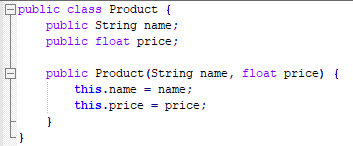 public class Product {
    public String name;
    public float price;

    public Product(String name, float price) {
        this.name = name;
        this.price = price;
    }
}